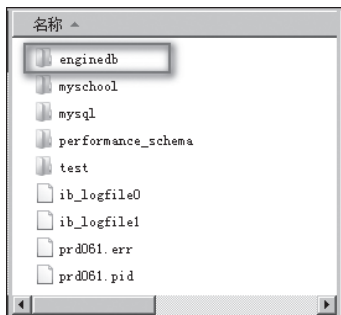 名称
enginedb
myschool
mysql
performance_schema
test
ib_logfile0
ib_logfile1
prd061.err
prd061.pid